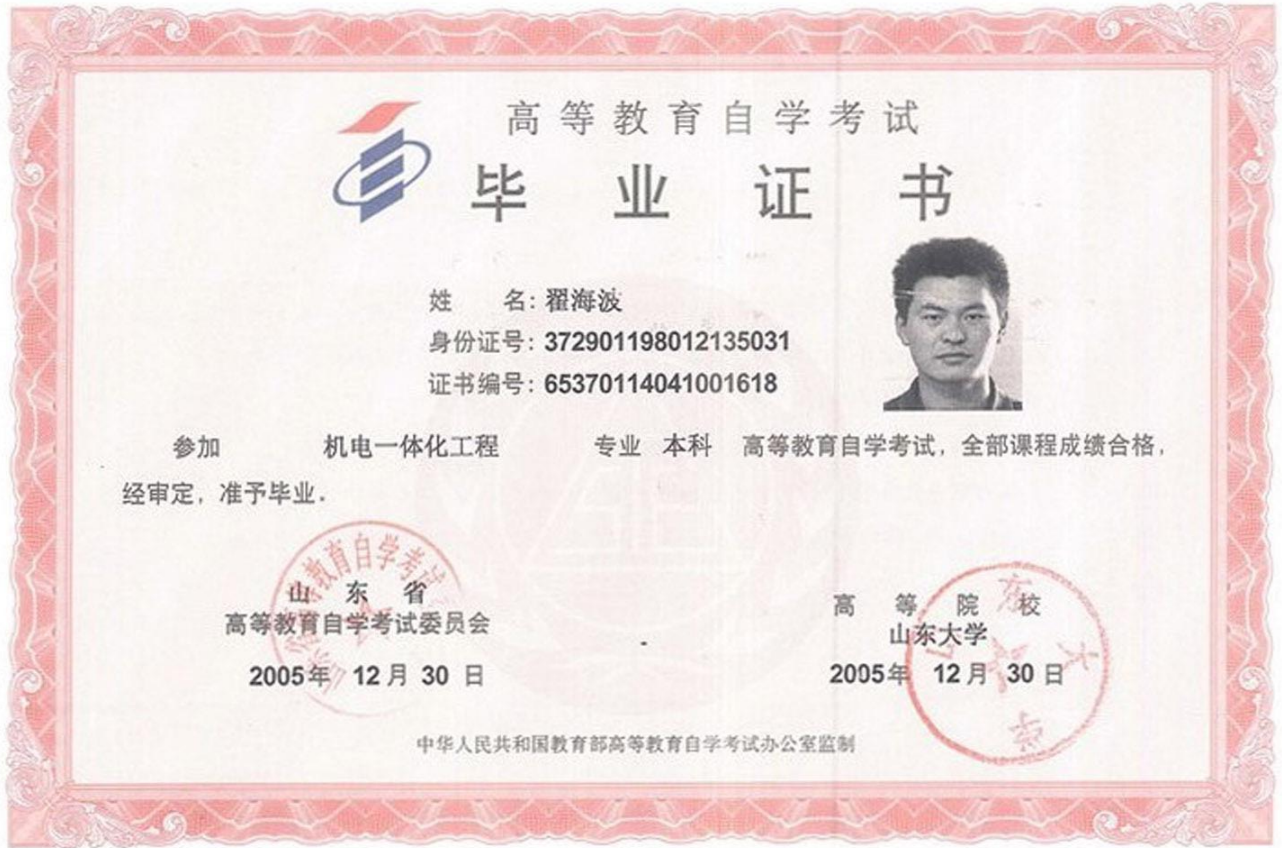 高等教育自学考试
毕业证书
姓 名: 翟海波
身份证号: 372901198012135031
证书编号: 65370114041001618
参加 机电一体化工程 专业 本科 高等教育自学考试, 全部课程成绩合格,
经审定, 准予毕业.
山东省
高等教育自学考试委员会
2005年 12月 30日
高等院校
山东大学
2005年 12月 30日
中华人民共和国教育部高等教育自学考试办公室监制